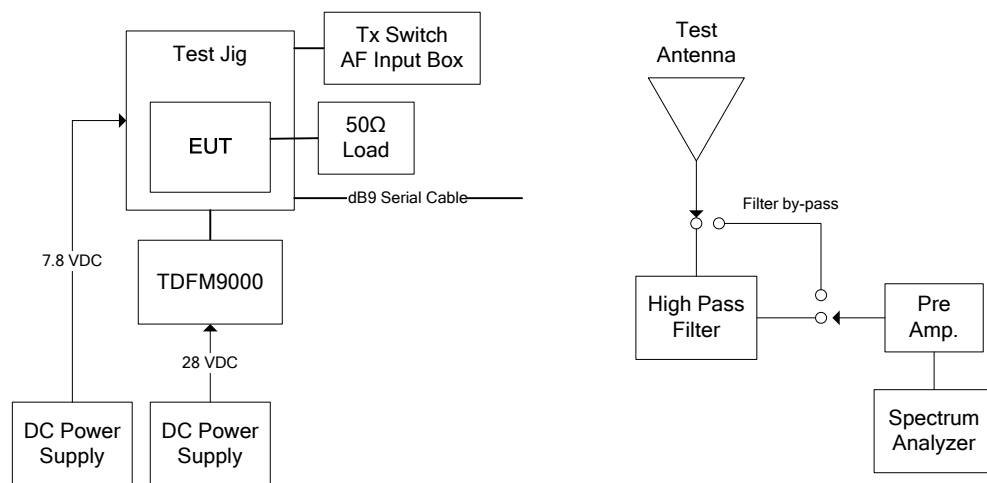 Test Jig
Tx Switch
AF Input Box
EUT
50Ω
Load
dB9 Serial Cable
7.8 VDC
TDFM9000
28 VDC
DC Power
Supply
DC Power
Supply
Test
Antenna
Filter by-pass
High Pass
Filter
Pre
Amp.
Spectrum
Analyzer